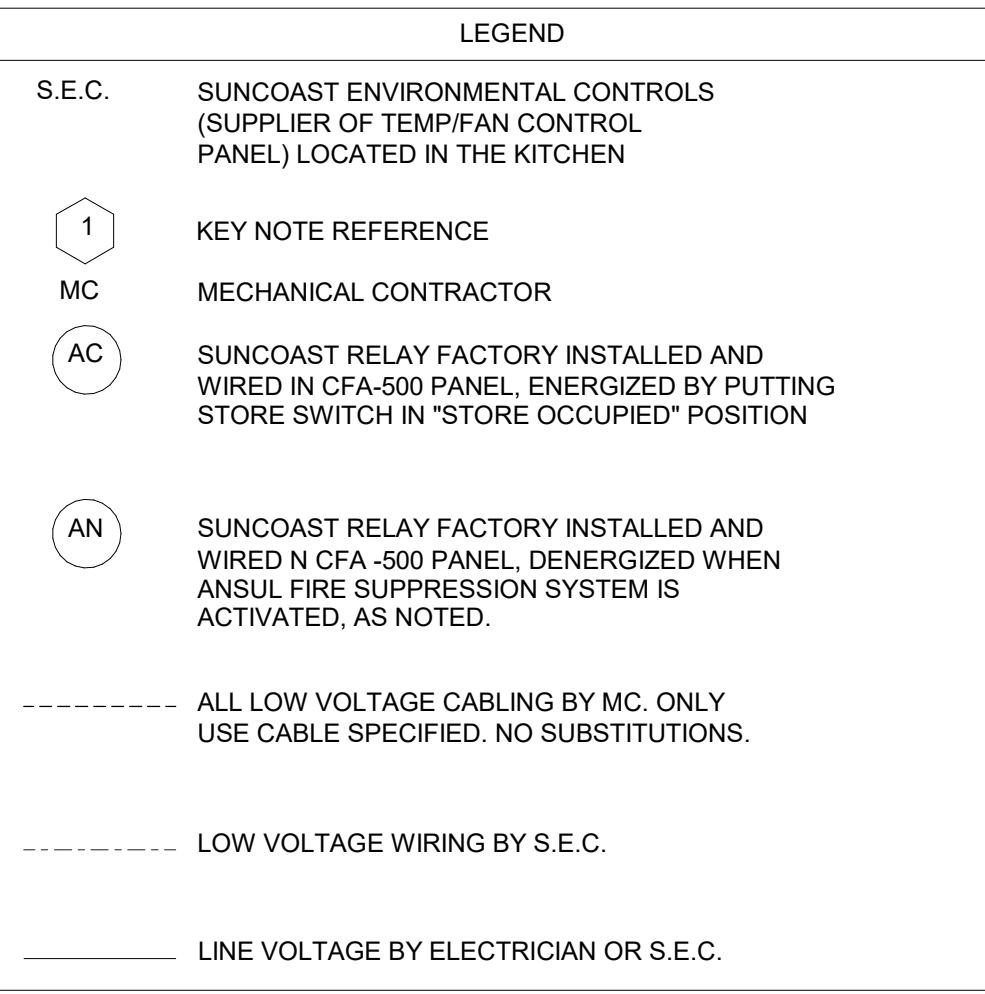 LEGEND
S.E.C. SUNCOAST ENVIRONMENTAL CONTROLS
(SUPPLIER OF TEMP/FAN CONTROL
PANEL) LOCATED IN THE KITCHEN
1 KEY NOTE REFERENCE
MC MECHANICAL CONTRACTOR
AC SUNCOAST RELAY FACTORY INSTALLED AND
WIRED IN CFA-500 PANEL, ENERGIZED BY PUTTING
STORE SWITCH IN "STORE OCCUPIED" POSITION
AN SUNCOAST RELAY FACTORY INSTALLED AND
WIRED N CFA -500 PANEL, DENERGIZED WHEN
ANSUL FIRE SUPPRESSION SYSTEM IS
ACTIVATED, AS NOTED.
ALL LOW VOLTAGE CABLING BY MC. ONLY
USE CABLE SPECIFIED. NO SUBSTITUTIONS.
LOW VOLTAGE WIRING BY S.E.C.
LINE VOLTAGE BY ELECTRICIAN OR S.E.C.